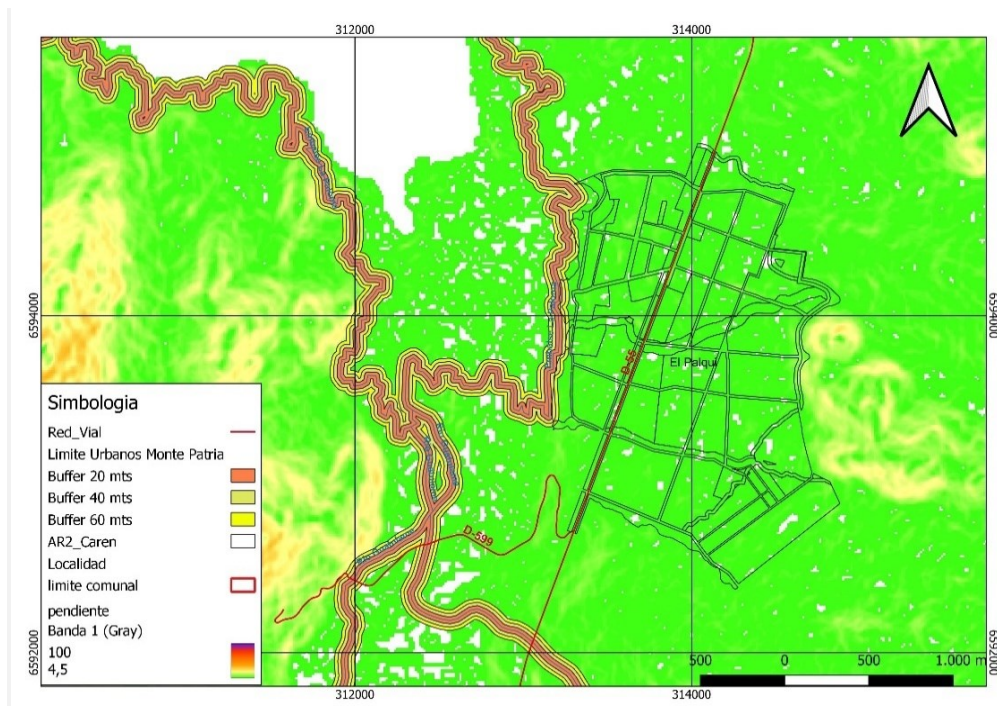 312000
314000
6594000
6594000
El Palqui
D-55
Simbologia
Red_Vial
Limite Urbanos Monte Patria
Buffer 20 mts
Buffer 40 mts
Buffer 60 mts
AR2_Caren
Localidad
limite comunal
pendiente
Banda 1 (Gray)
100
4,5
D-599
6592000
6592000
500 0 500 1.000 m
312000
314000